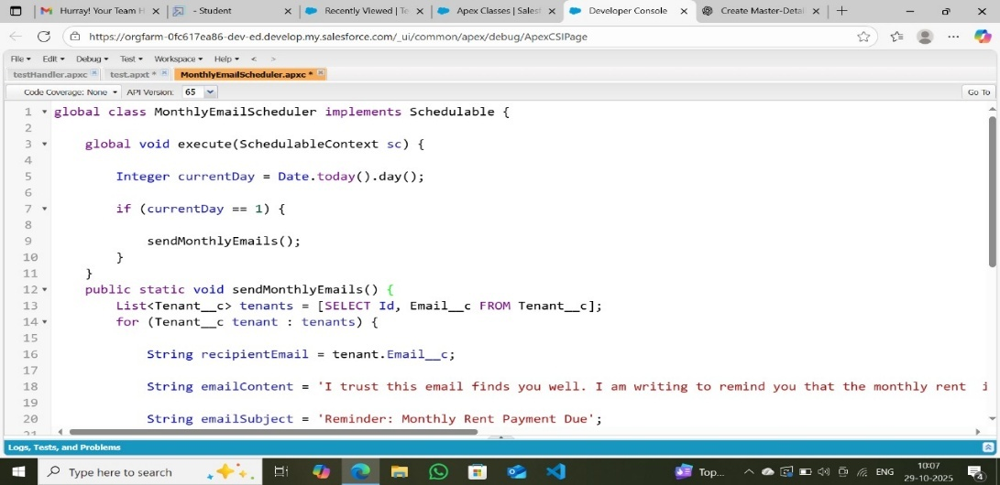 Hurray! Your Team H
- Student
Recently Viewed | Te
Apex Classes | Salesf
Developer Console
Create Master-Detai
https://orgfarm-0fc617ea86-dev-ed.develop.my.salesforce.com/_ui/common/apex/debug/ApexCSIPage
File Edit Debug Test Workspace Help < >
testHandler.apxc test.apxt * MonthlyEmailScheduler.apxc *
Code Coverage: None API Version: 65 Go To
1 global class MonthlyEmailScheduler implements Schedulable {
2
3 global void execute(SchedulableContext sc) {
4
5 Integer currentDay = Date.today().day();
6
7 if (currentDay == 1) {
8
9 sendMonthlyEmails();
10 }
11 }
12 public static void sendMonthlyEmails() {
13 List<Tenant__c> tenants = [SELECT Id, Email__c FROM Tenant__c];
14 for (Tenant__c tenant : tenants) {
15
16 String recipientEmail = tenant.Email__c;
17
18 String emailContent = 'I trust this email finds you well. I am writing to remind you that the monthly rent i
19
20 String emailSubject = 'Reminder: Monthly Rent Payment Due';
21
Logs, Tests, and Problems
Type here to search
Top...
ENG
10:07
29-10-2025
4